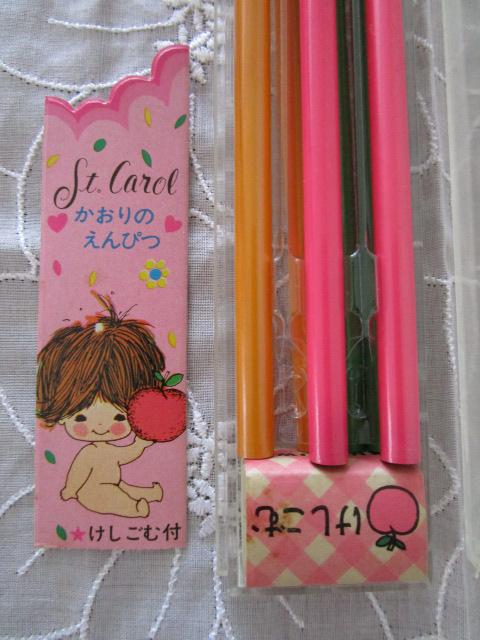 St. Carol
かおりの
えんぴつ
けしごむ付
けしごむ